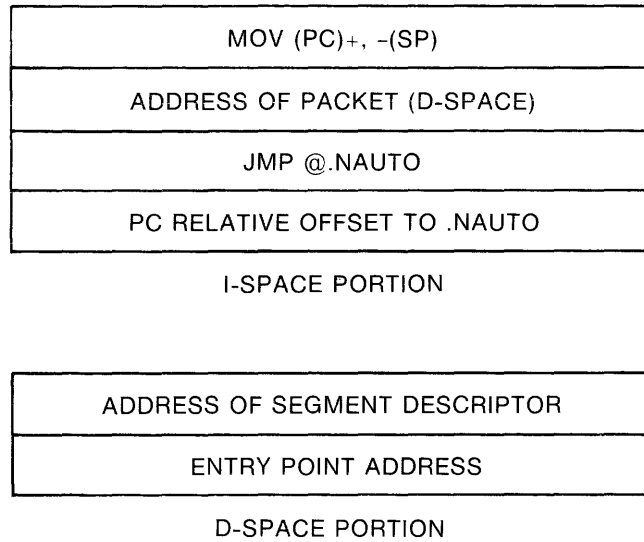 MOV (PC)+, -(SP)
ADDRESS OF PACKET (D-SPACE)
JMP @.NAUTO
PC RELATIVE OFFSET TO .NAUTO
I-SPACE PORTION
ADDRESS OF SEGMENT DESCRIPTOR
ENTRY POINT ADDRESS
D-SPACE PORTION